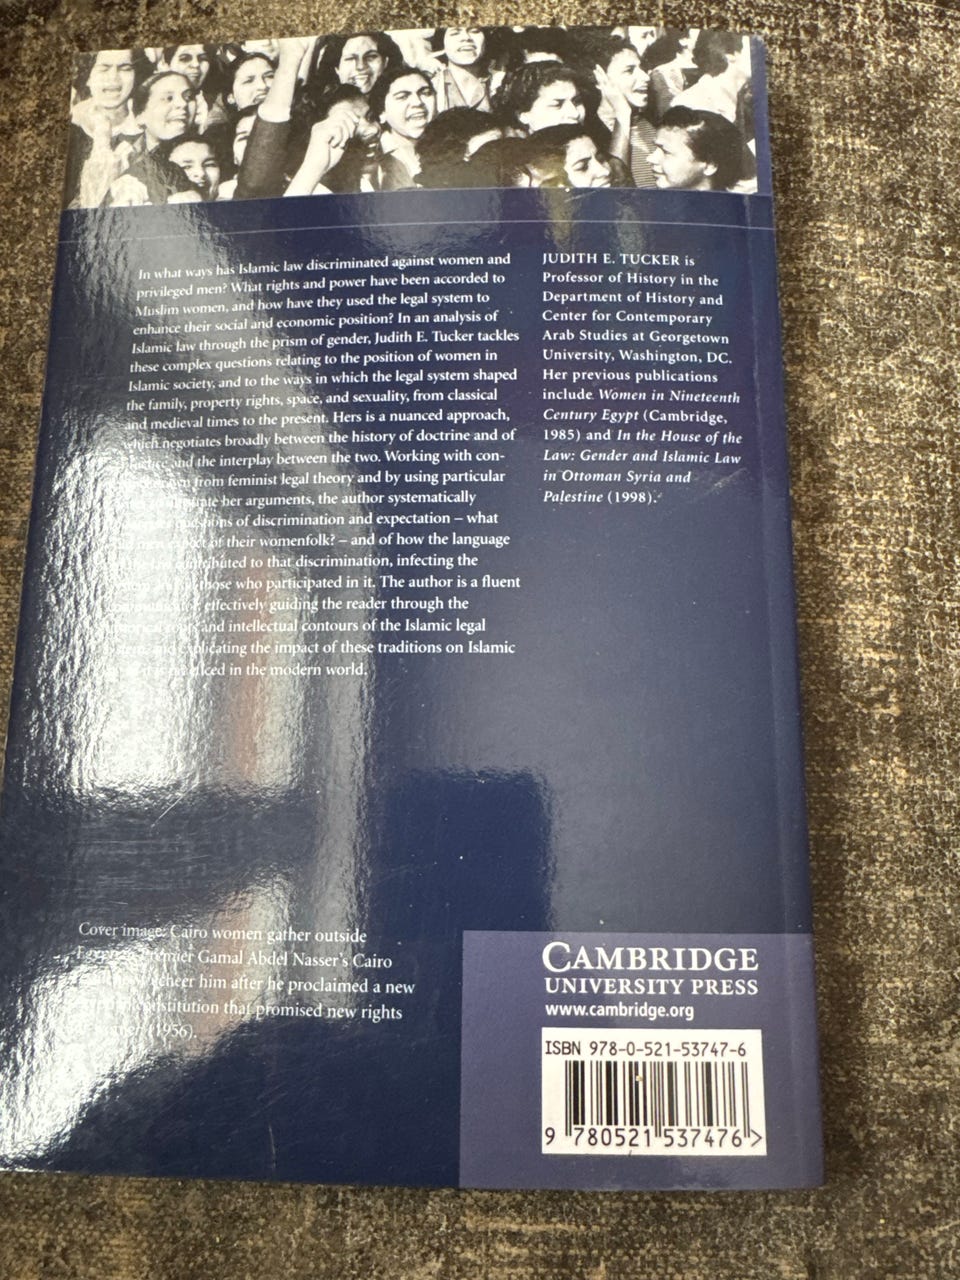 In what ways has Islamic law discriminated against women and
privileged men? What rights and power have been accorded to
Muslim women, and how have they used the legal system to
enhance their social and economic position? In an analysis of
Islamic law through the prism of gender, Judith E. Tucker tackles
these complex questions relating to the position of women in
Islamic society, and to the ways in which the legal system shaped
the family, property rights, space, and sexuality, from classical
and medieval times to the present. Hers is a nuanced approach,
which negotiates broadly between the history of doctrine and of
and the interplay between the two. Working with con-
from feminist legal theory and by using particular
her arguments, the author systematically
questions of discrimination and expectation – what
men expect of their womenfolk? – and of how the language
contributed to that discrimination, infecting the
those who participated in it. The author is a fluent
effectively guiding the reader through the
and intellectual contours of the Islamic legal
and explicating the impact of these traditions on Islamic
in the modern world.
JUDITH E. TUCKER is
Professor of History in the
Department of History and
Center for Contemporary
Arab Studies at Georgetown
University, Washington, DC.
Her previous publications
include Women in Nineteenth
Century Egypt (Cambridge,
1985) and In the House of the
Law: Gender and Islamic Law
in Ottoman Syria and
Palestine (1998).
Cover image: Cairo women gather outside
Gamal Abdel Nasser's Cairo
cheer him after he proclaimed a new
constitution that promised new rights
(1956).
CAMBRIDGE
UNIVERSITY PRESS
www.cambridge.org
ISBN 978-0-521-53747-6
9 780521 537476 >